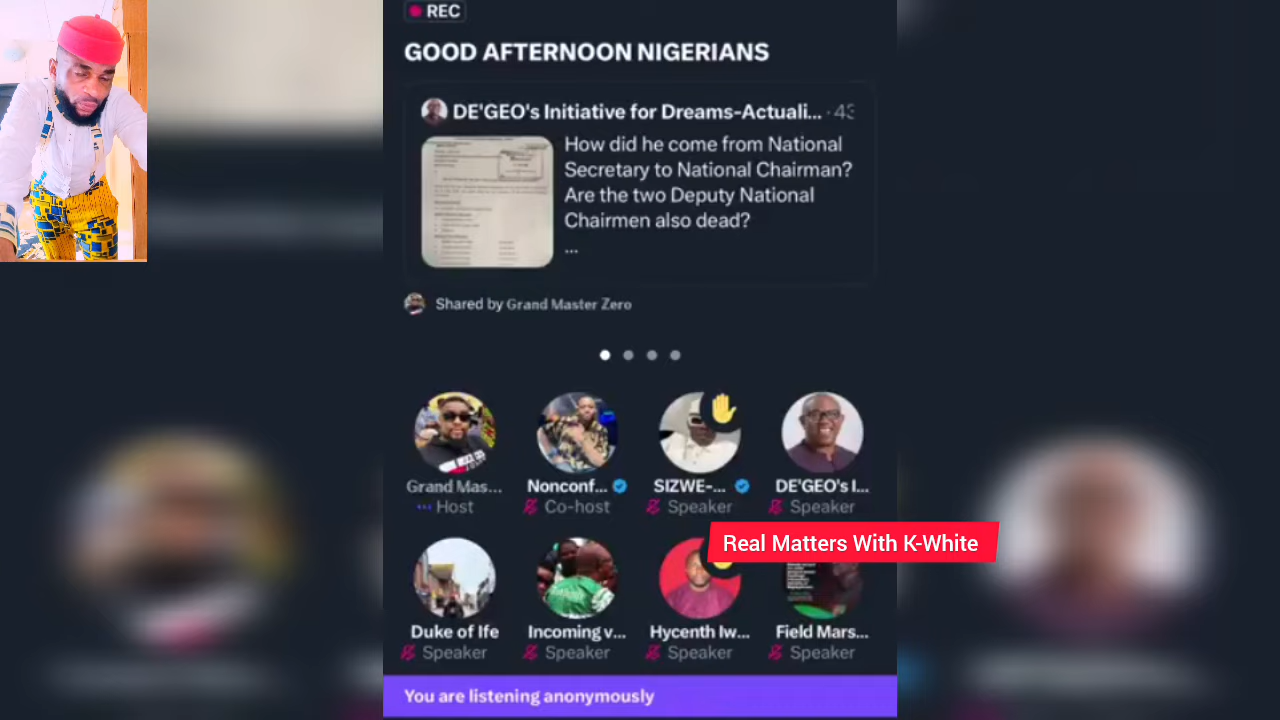 REC
GOOD AFTERNOON NIGERIANS
DE'GEO's Initiative for Dreams-Actuali... · 43
How did he come from National
Secretary to National Chairman?
Are the two Deputy National
Chairmen also dead?
...
Shared by Grand Master Zero
Grand Mas... Nonconf... SIZWE-... DE'GEO's I...
Host Co-host Speaker Speaker
Real Matters With K-White
Duke of Ife Incoming v... Hycenth Iw... Field Mars...
Speaker Speaker Speaker Speaker
You are listening anonymously